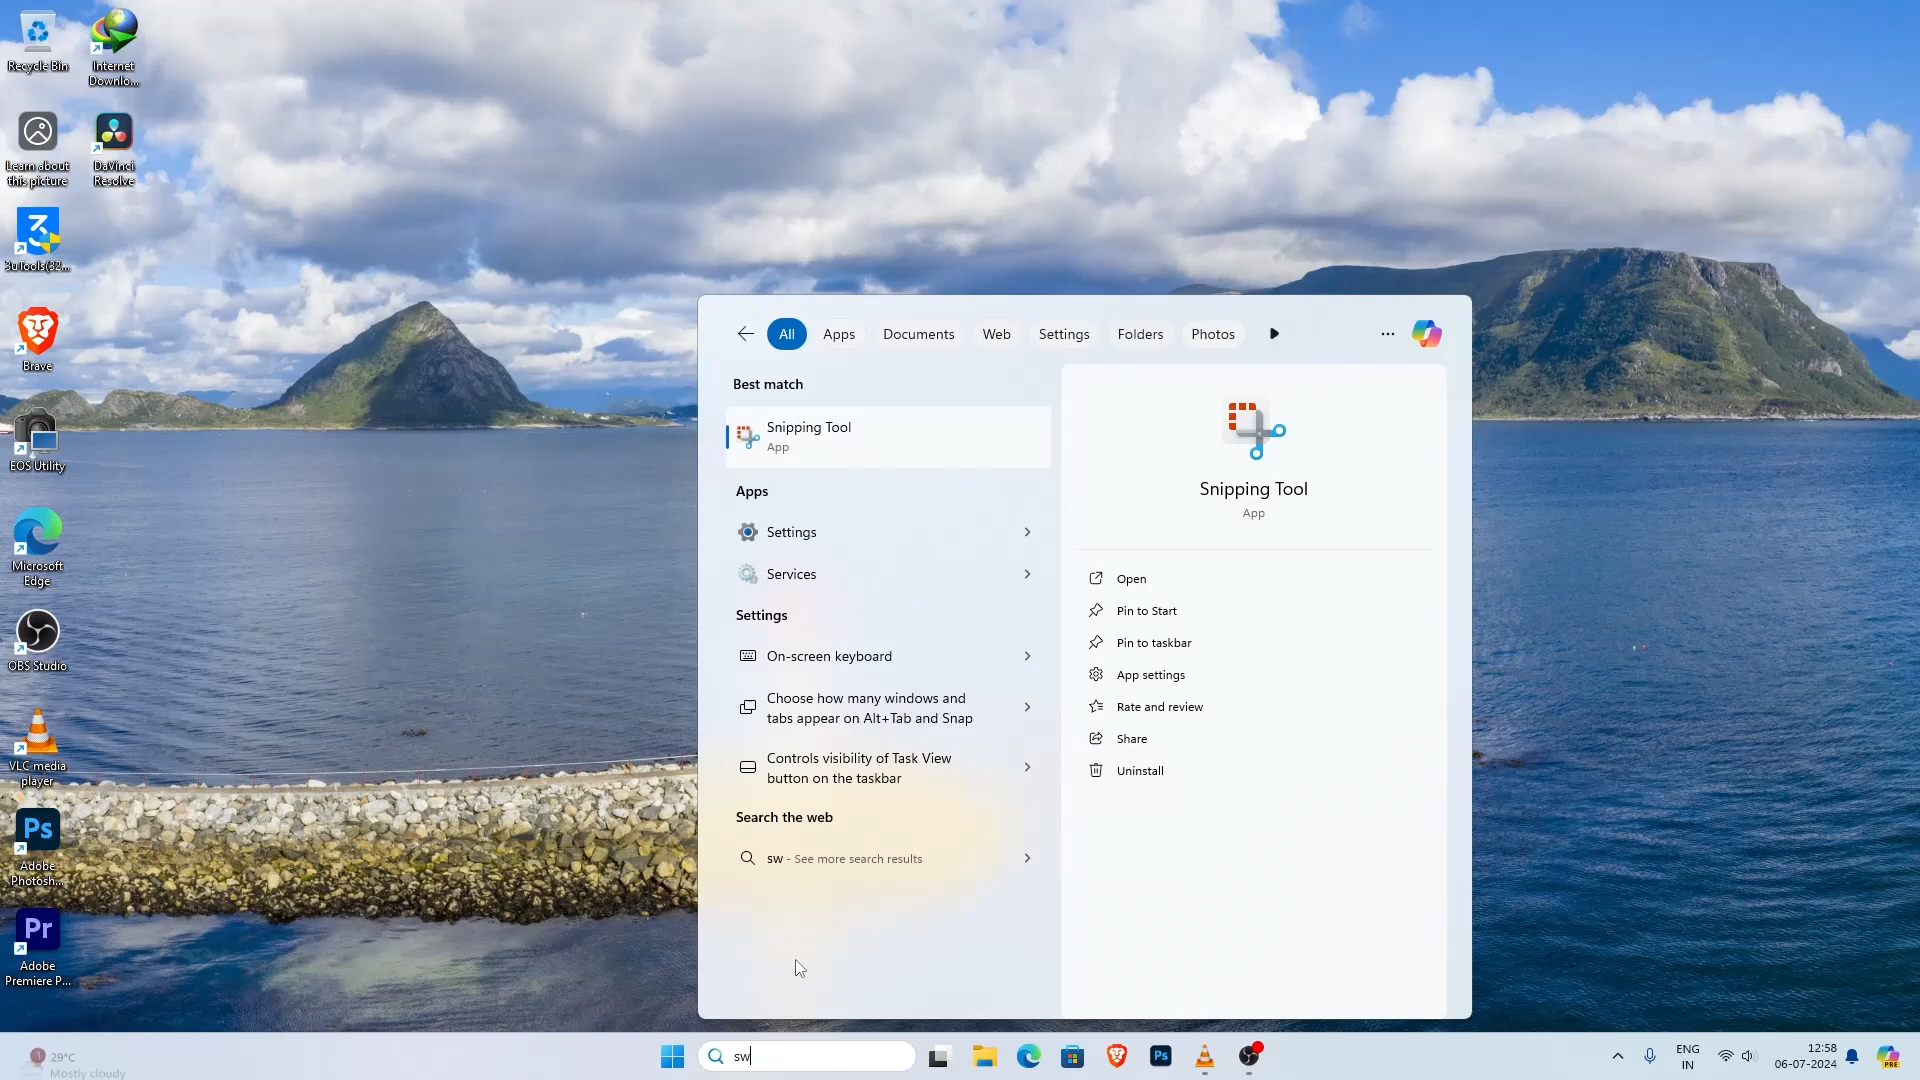 Recycle Bin
Internet
Downlo...
Learn about
this picture
DaVinci
Resolve
3uTools(32...
Brave
EOS Utility
Microsoft
Edge
OBS Studio
VLC media
player
Ps
Adobe
Photosh...
Pr
Adobe
Premiere P...
All
Apps
Documents
Web
Settings
Folders
Photos
Best match
Snipping Tool
App
Apps
Settings
Services
Settings
On-screen keyboard
Choose how many windows and
tabs appear on Alt+Tab and Snap
Controls visibility of Task View
button on the taskbar
Search the web
sw - See more search results
Snipping Tool
App
Open
Pin to Start
Pin to taskbar
App settings
Rate and review
Share
Uninstall
1
29°C
Mostly cloudy
sw
Ps
ENG
IN
12:58
06-07-2024
PRE